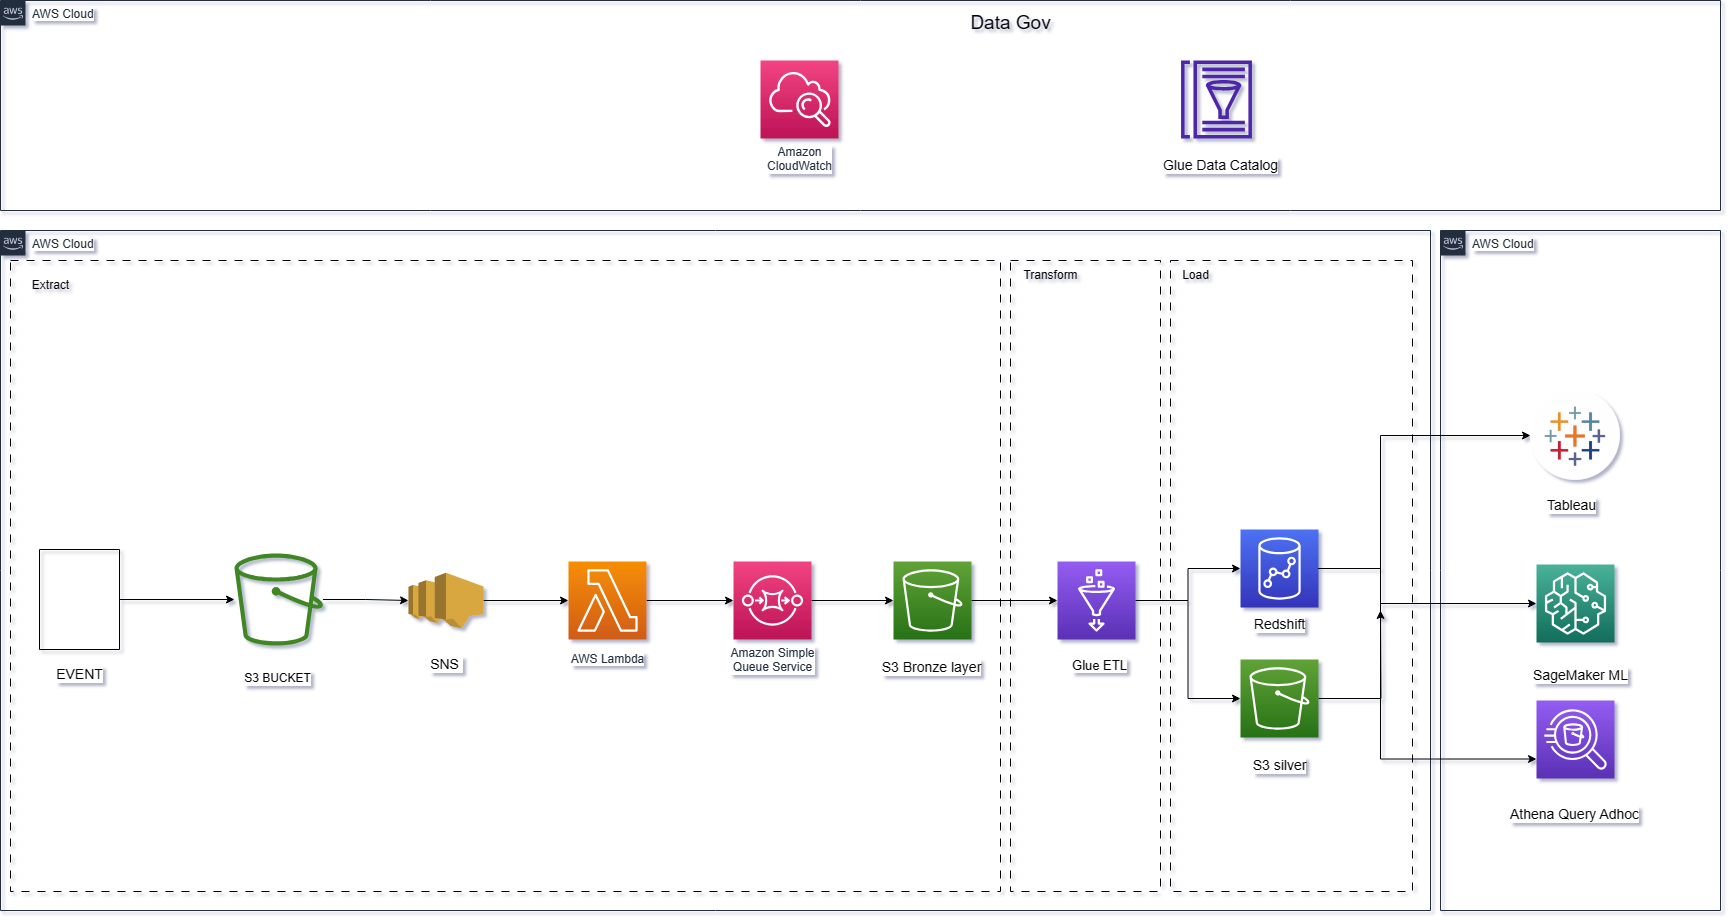 aws
AWS Cloud
Data Gov
Amazon
CloudWatch
Glue Data Catalog
aws
AWS Cloud
aws
AWS Cloud
Extract
Transform
Load
Tableau
EVENT
S3 BUCKET
SNS
AWS Lambda
Amazon Simple
Queue Service
S3 Bronze layer
Glue ETL
Redshift
S3 silver
SageMaker ML
Athena Query Adhoc